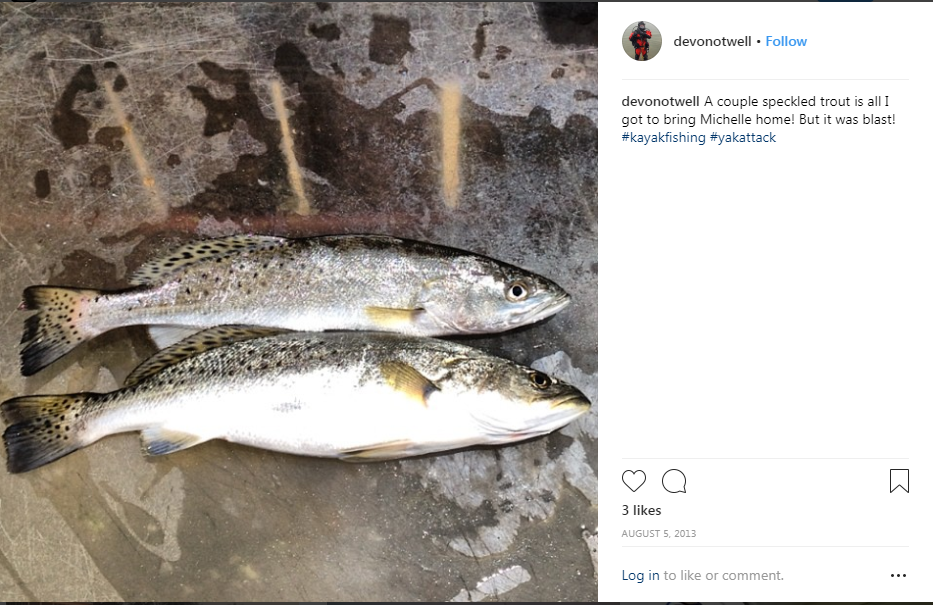 devonotwell • Follow
devonotwell A couple speckled trout is all I
got to bring Michelle home! But it was blast!
#kayakfishing #yakattack
3 likes
AUGUST 5, 2013
Log in to like or comment.